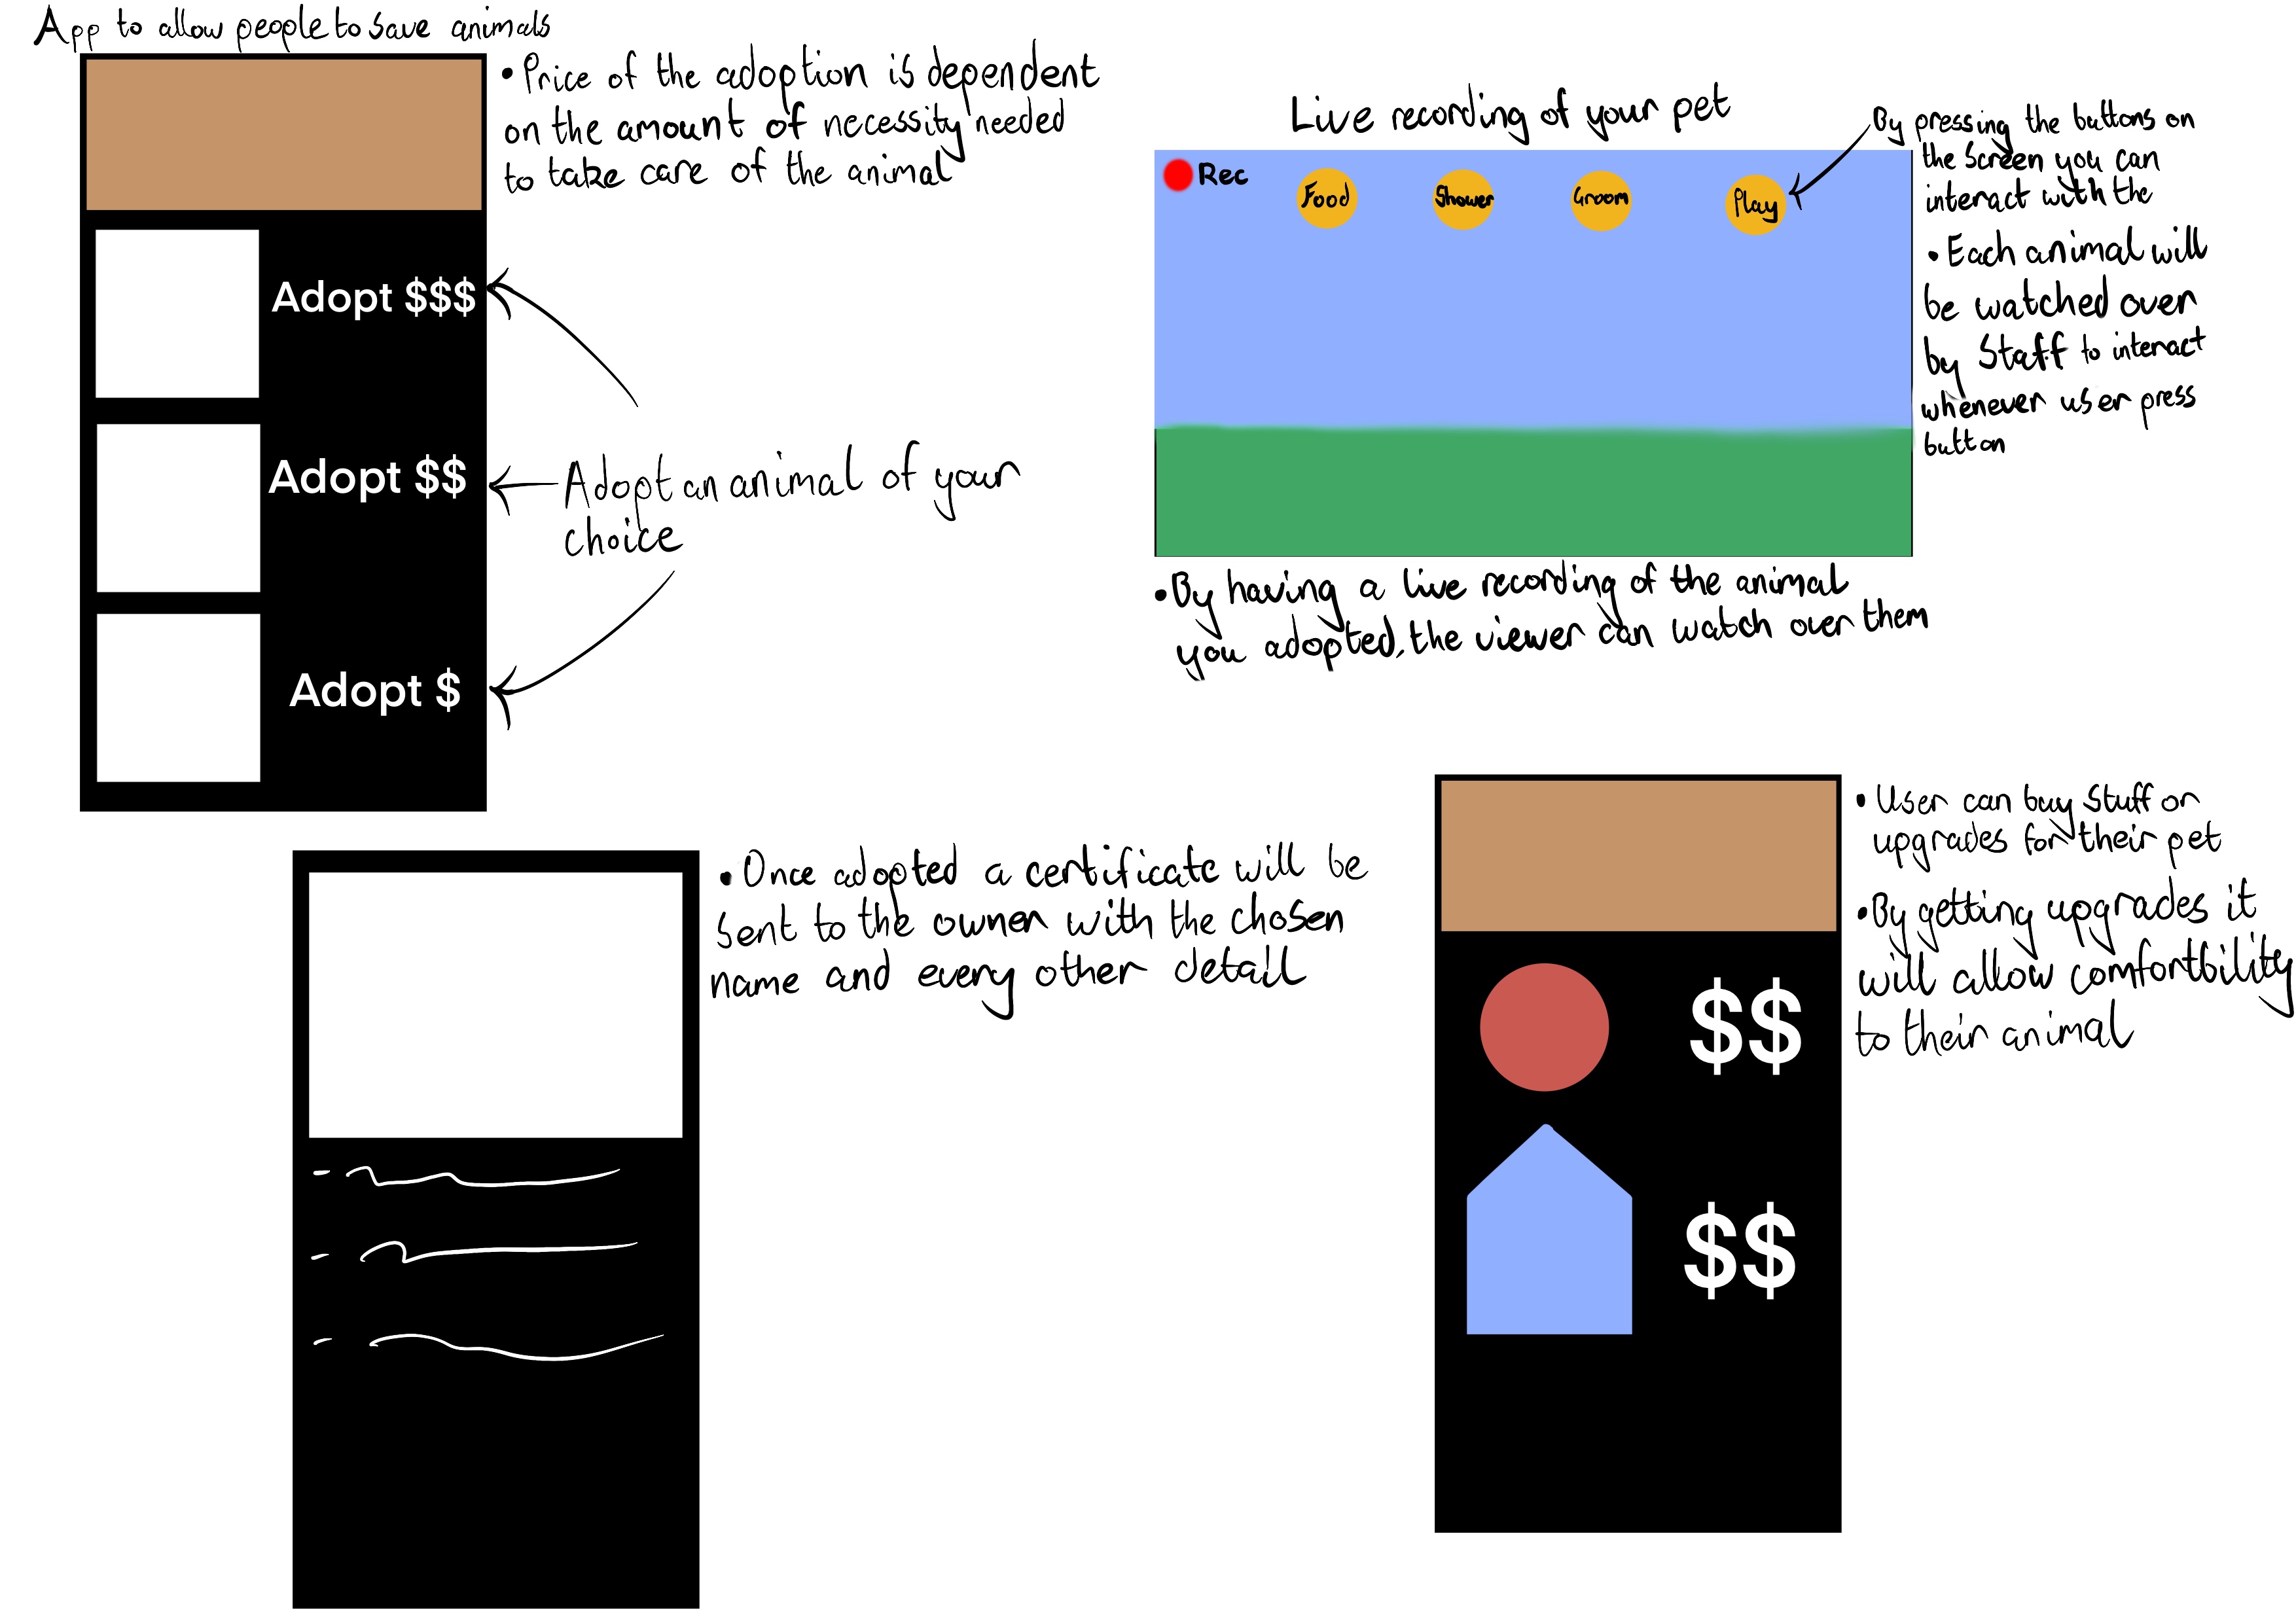 App to allow people to save animals
• Price of the adoption is dependent
on the amount of necessity needed
to take care of the animal
Adopt $$$
Adopt $$
Adopt $
Adopt an animal of your
choice
Live recording of your pet
Rec
Food
Shower
Groom
Play
By pressing the buttons on
the screen you can
interact with the
• Each animal will
be watched over
by Staff to interact
whenever user press
button
• By having a live recording of the animal
you adopted, the viewer can watch over them
• Once adopted a certificate will be
sent to the owner with the chosen
name and every other detail
• User can buy stuff or
upgrades for their pet
• By getting upgrades it
will allow comfortbility
to their animal
$$
$$